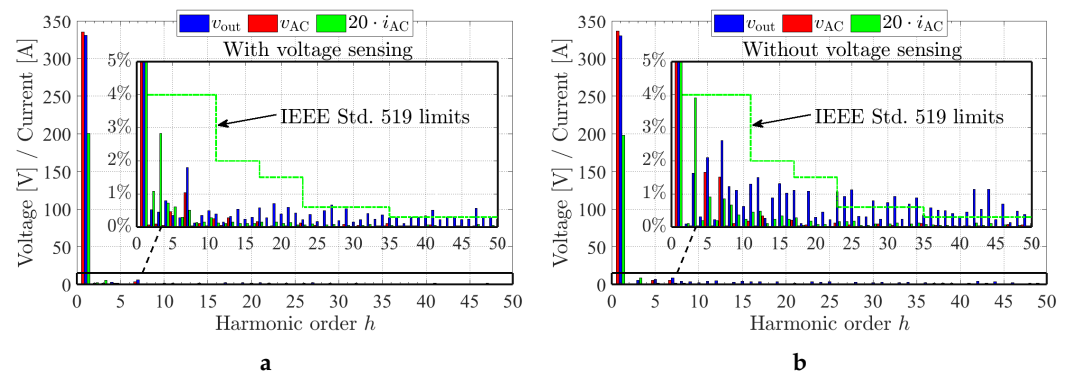 v_out v_AC 20 · i_AC
With voltage sensing
IEEE Std. 519 limits
Voltage [V] / Current [A]
350
300
250
200
150
100
50
0
5%
4%
3%
2%
1%
0%
0 5 10 15 20 25 30 35 40 45 50
0 5 10 15 20 25 30 35 40 45 50
Harmonic order h
a
v_out v_AC 20 · i_AC
Without voltage sensing
IEEE Std. 519 limits
Voltage [V] / Current [A]
350
300
250
200
150
100
50
0
5%
4%
3%
2%
1%
0%
0 5 10 15 20 25 30 35 40 45 50
0 5 10 15 20 25 30 35 40 45 50
Harmonic order h
b